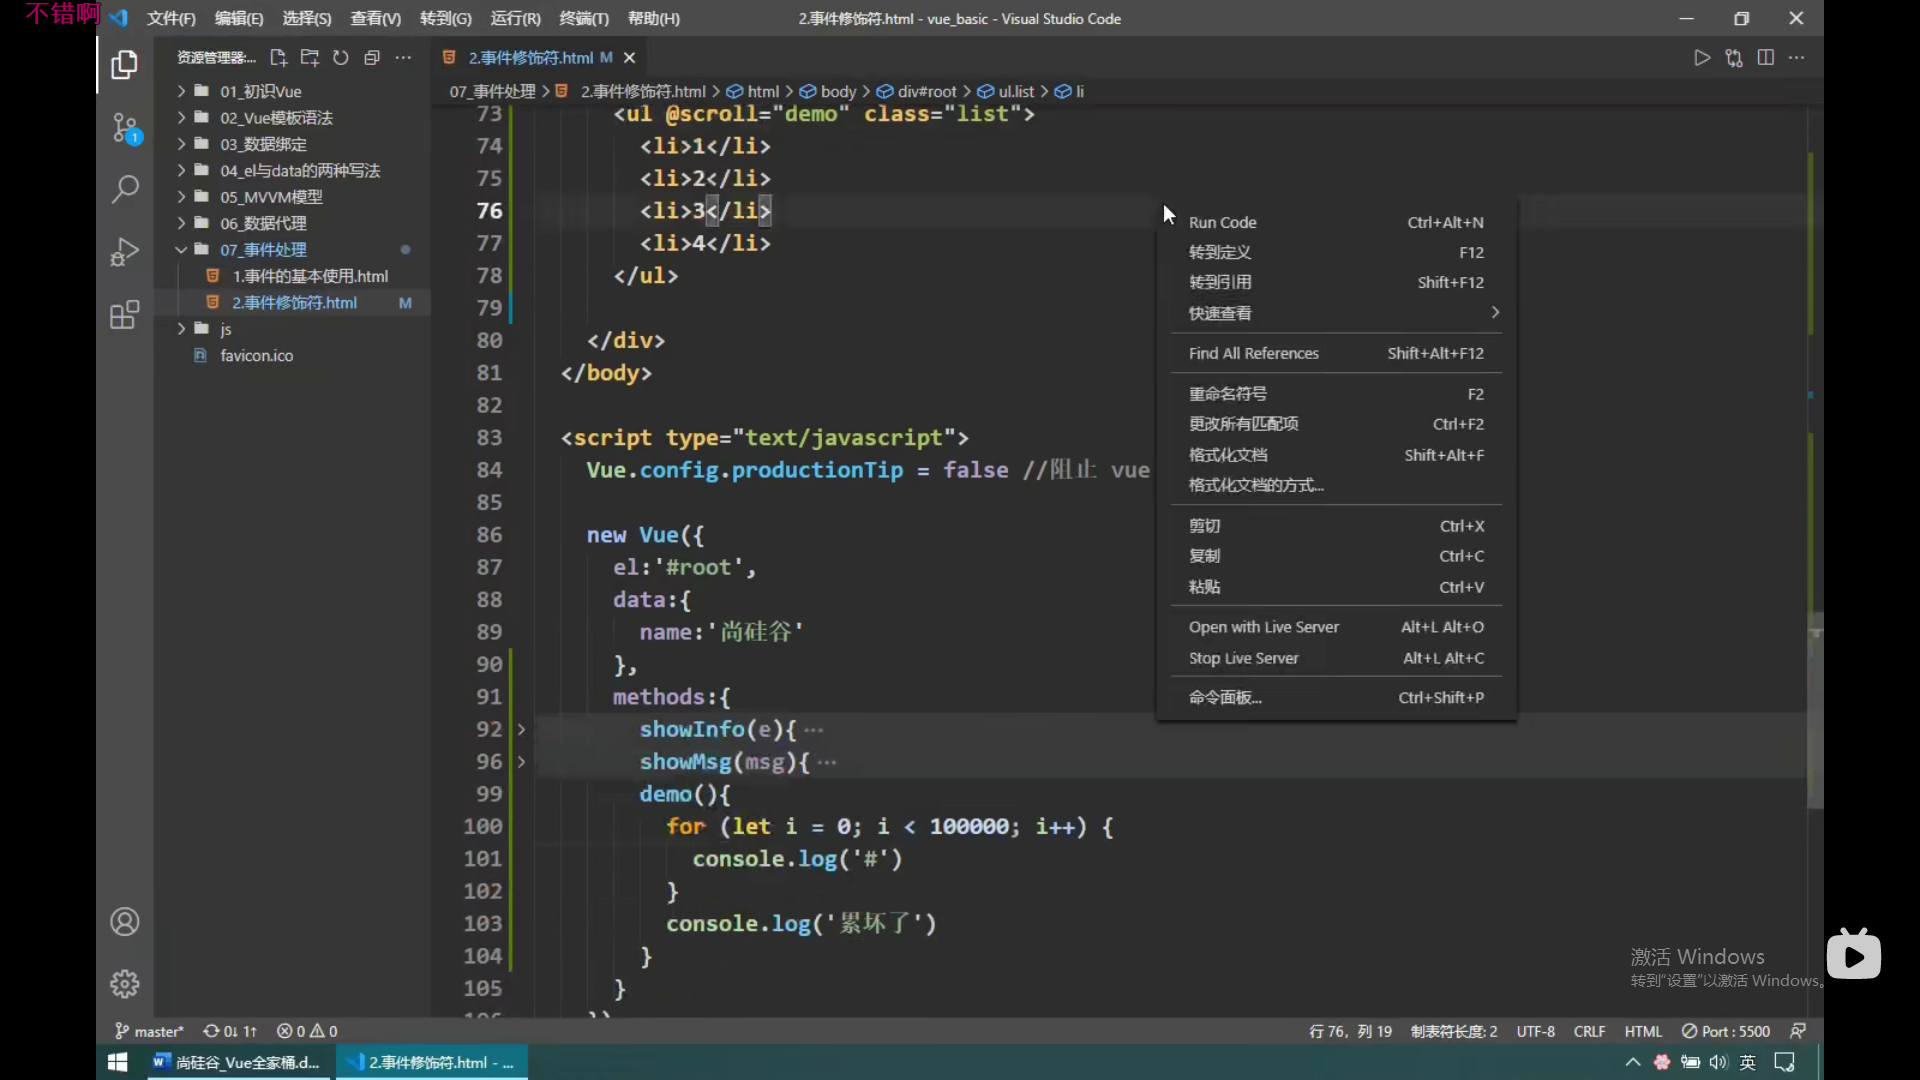 不错啊
文件(F) 编辑(E) 选择(S) 查看(V) 转到(G) 运行(R) 终端(T) 帮助(H)
2.事件修饰符.html - vue_basic - Visual Studio Code
资源管理器:...
2.事件修饰符.html M
07_事件处理 > 2.事件修饰符.html > html > body > div#root > ul.list > li
1
01_初识Vue
02_Vue模板语法
03_数据绑定
04_el与data的两种写法
05_MVVM模型
06_数据代理
07_事件处理
1.事件的基本使用.html
2.事件修饰符.html M
js
favicon.ico
73 <ul @scroll="demo" class="list">
74 <li>1</li>
75 <li>2</li>
76 <li>3</li>
77 <li>4</li>
78 </ul>
79
80 </div>
81 </body>
82
83 <script type="text/javascript">
84 Vue.config.productionTip = false //阻止 vue
85
86 new Vue({
87 el:'#root',
88 data:{
89 name:'尚硅谷'
90 },
91 methods:{
92 showInfo(e){ ···
96 showMsg(msg){ ···
99 demo(){
100 for (let i = 0; i < 100000; i++) {
101 console.log('#')
102 }
103 console.log('累坏了')
104 }
105 }
Run Code Ctrl+Alt+N
转到定义 F12
转到引用 Shift+F12
快速查看
Find All References Shift+Alt+F12
重命名符号 F2
更改所有匹配项 Ctrl+F2
格式化文档 Shift+Alt+F
格式化文档的方式...
剪切 Ctrl+X
复制 Ctrl+C
粘贴 Ctrl+V
Open with Live Server Alt+L Alt+O
Stop Live Server Alt+L Alt+C
命令面板... Ctrl+Shift+P
激活 Windows
转到"设置"以激活 Windows。
master* 0↓ 1↑ 0 0
行 76，列 19 制表符长度: 2 UTF-8 CRLF HTML Port : 5500
尚硅谷_Vue全家桶.d...
2.事件修饰符.html - ...
英